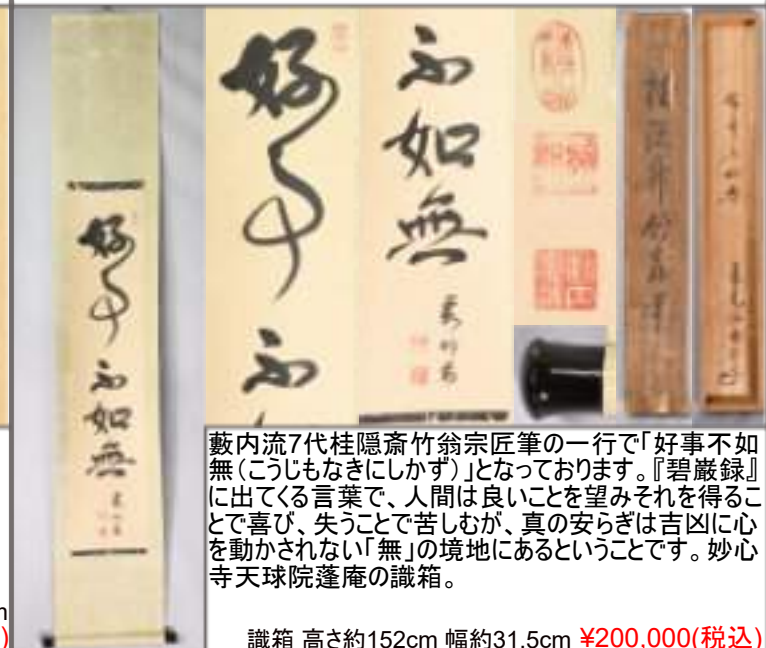 好事不如無
好事不
不如無
藪内流7代桂隠斎竹翁宗匠筆の一行で「好事不如
無(こうじもなきにしかず)」となっております。『碧厳録』
に出てくる言葉で、人間は良いことを望みそれを得るこ
とで喜び、失うことで苦しむが、真の安らぎは吉凶に心
を動かされない「無」の境地にあるということです。妙心
寺天球院蓬庵の識箱。
識箱 高さ約152cm 幅約31.5cm ¥200,000(税込)